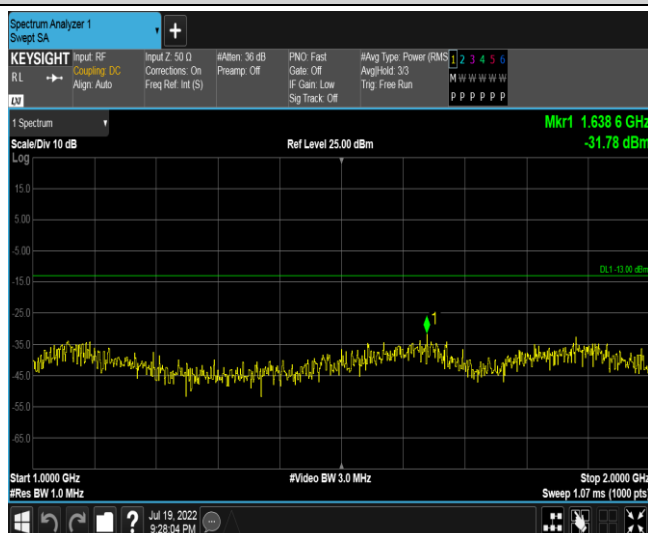 Spectrum Analyzer 1
Swept SA
+
KEYSIGHT
RL
LXI
Input: RF
Coupling: DC
Align: Auto
Input Z: 50 Ω
Corrections: On
Freq Ref: Int (S)
#Atten: 36 dB
Preamp: Off
PNO: Fast
Gate: Off
IF Gain: Low
Sig Track: Off
#Avg Type: Power (RMS
Avg|Hold: 3/3
Trig: Free Run
1 2 3 4 5 6
M W W W W W
P P P P P P
1 Spectrum
Scale/Div 10 dB
Ref Level 25.00 dBm
Mkr1 1.638 6 GHz
-31.78 dBm
Log
15.0
5.00
-5.00
-15.0
-25.0
-35.0
-45.0
-55.0
-65.0
DL1 -13.00 dBm
1
Start 1.0000 GHz
#Video BW 3.0 MHz
Stop 2.0000 GHz
#Res BW 1.0 MHz
Sweep 1.07 ms (1000 pts)
?
Jul 19, 2022
9:28:04 PM